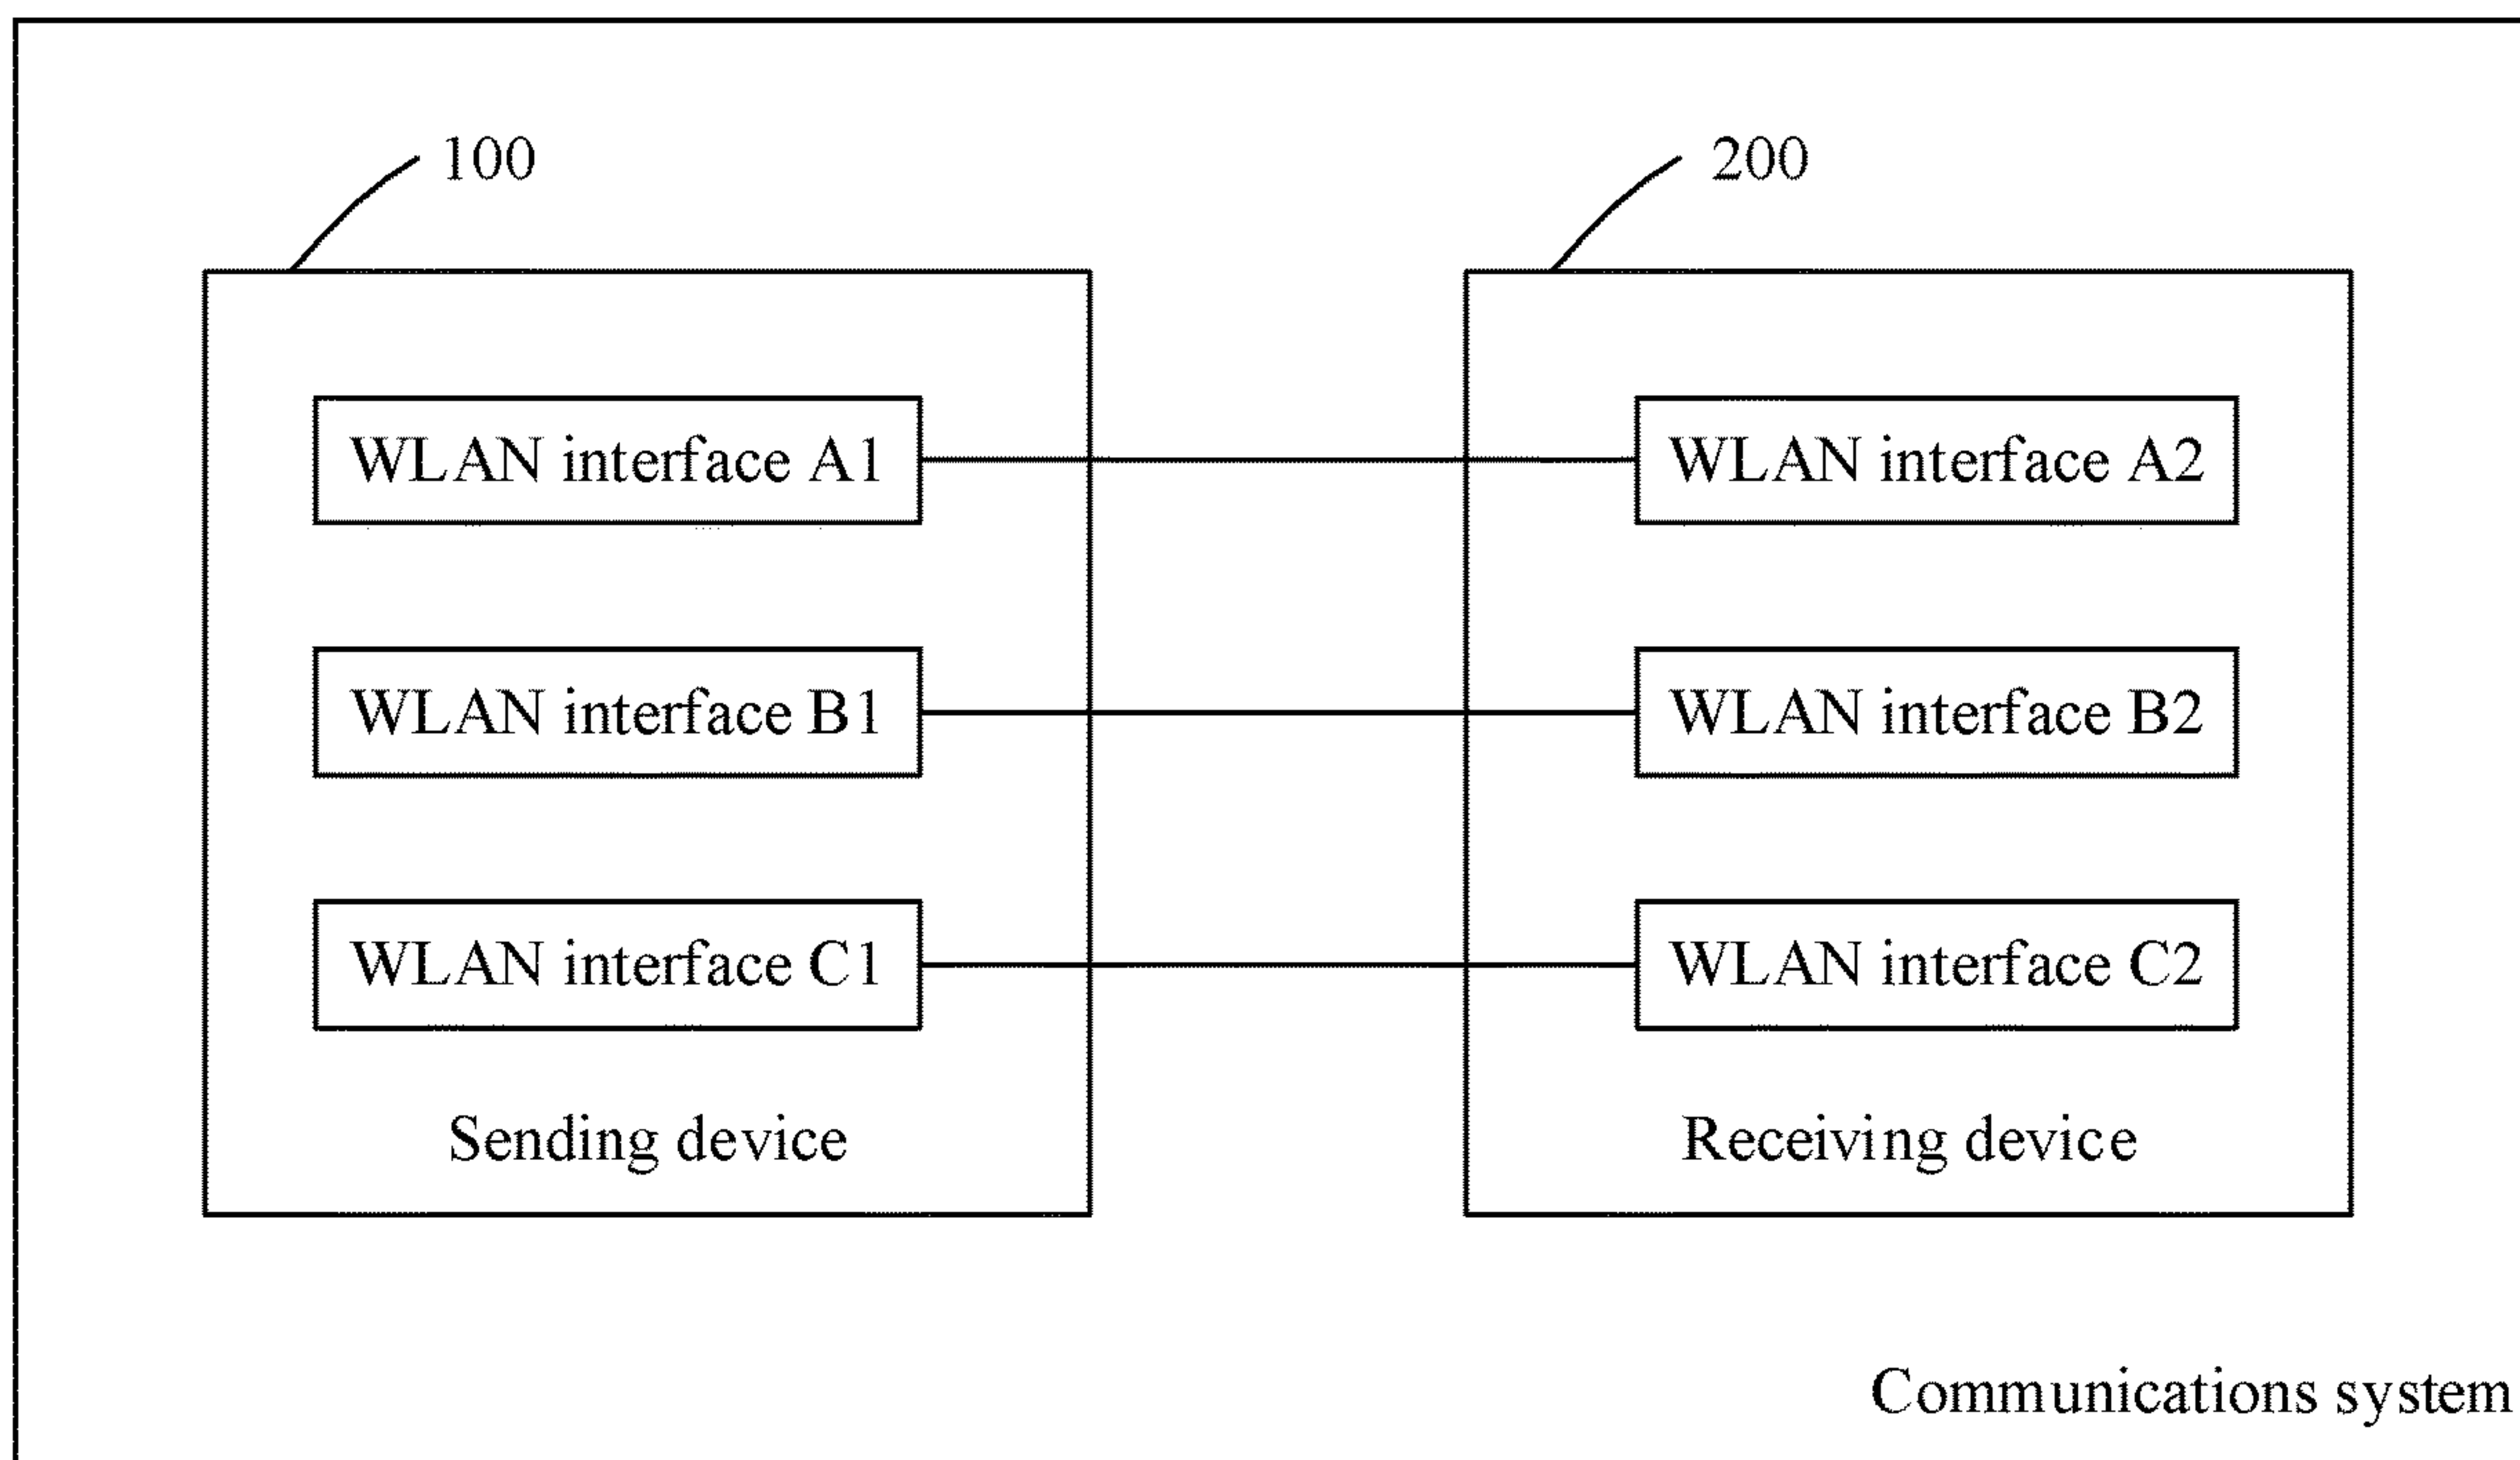 100
200
WLAN interface A1
WLAN interface A2
WLAN interface B1
WLAN interface B2
WLAN interface C1
WLAN interface C2
Sending device
Receiving device
Communications system